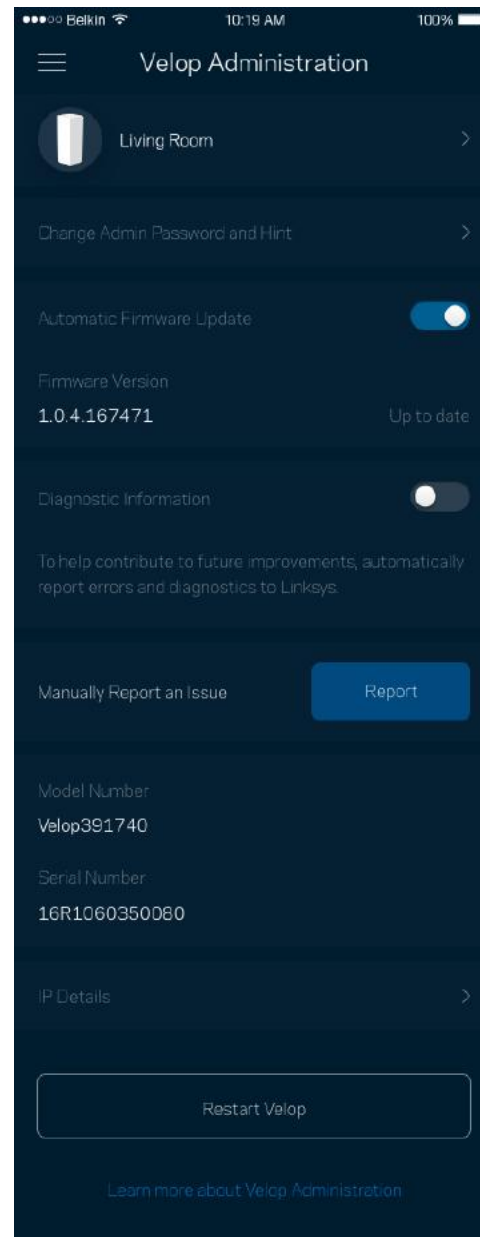 Belkin 10:19 AM 100%
Velop Administration
Living Room
Change Admin Password and Hint
Automatic Firmware Update
Firmware Version
1.0.4.167471 Up to date
Diagnostic Information
To help contribute to future improvements, automatically
report errors and diagnostics to Linksys.
Manually Report an Issue Report
Model Number
Velop391740
Serial Number
16R1060350080
IP Details
Restart Velop
Learn more about Velop Administration